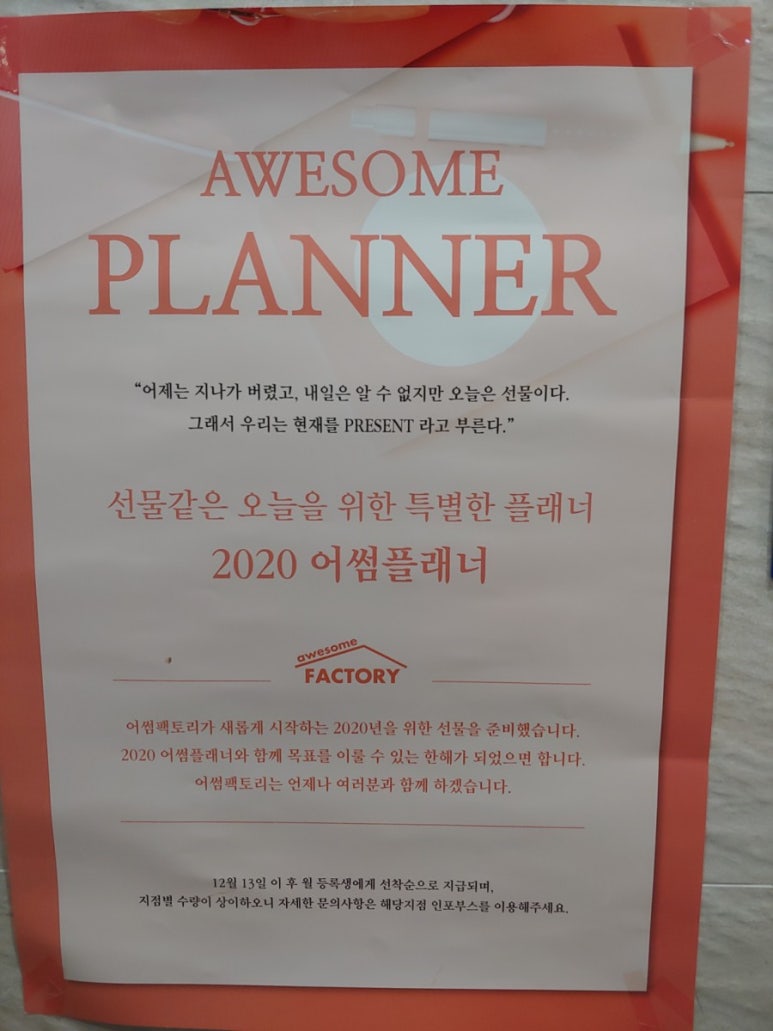 AWESOME
PLANNER
“어제는 지나가 버렸고, 내일은 알 수 없지만 오늘은 선물이다.
그래서 우리는 현재를 PRESENT 라고 부른다.”
선물같은 오늘을 위한 특별한 플래너
2020 어썸플래너
awesome
FACTORY
어썸팩토리가 새롭게 시작하는 2020년을 위한 선물을 준비했습니다.
2020 어썸플래너와 함께 목표를 이룰 수 있는 한해가 되었으면 합니다.
어썸팩토리는 언제나 여러분과 함께 하겠습니다.
12월 13일 이 후 월 등록생에게 선착순으로 지급되며,
지점별 수량이 상이하오니 자세한 문의사항은 해당지점 인포부스를 이용해주세요.